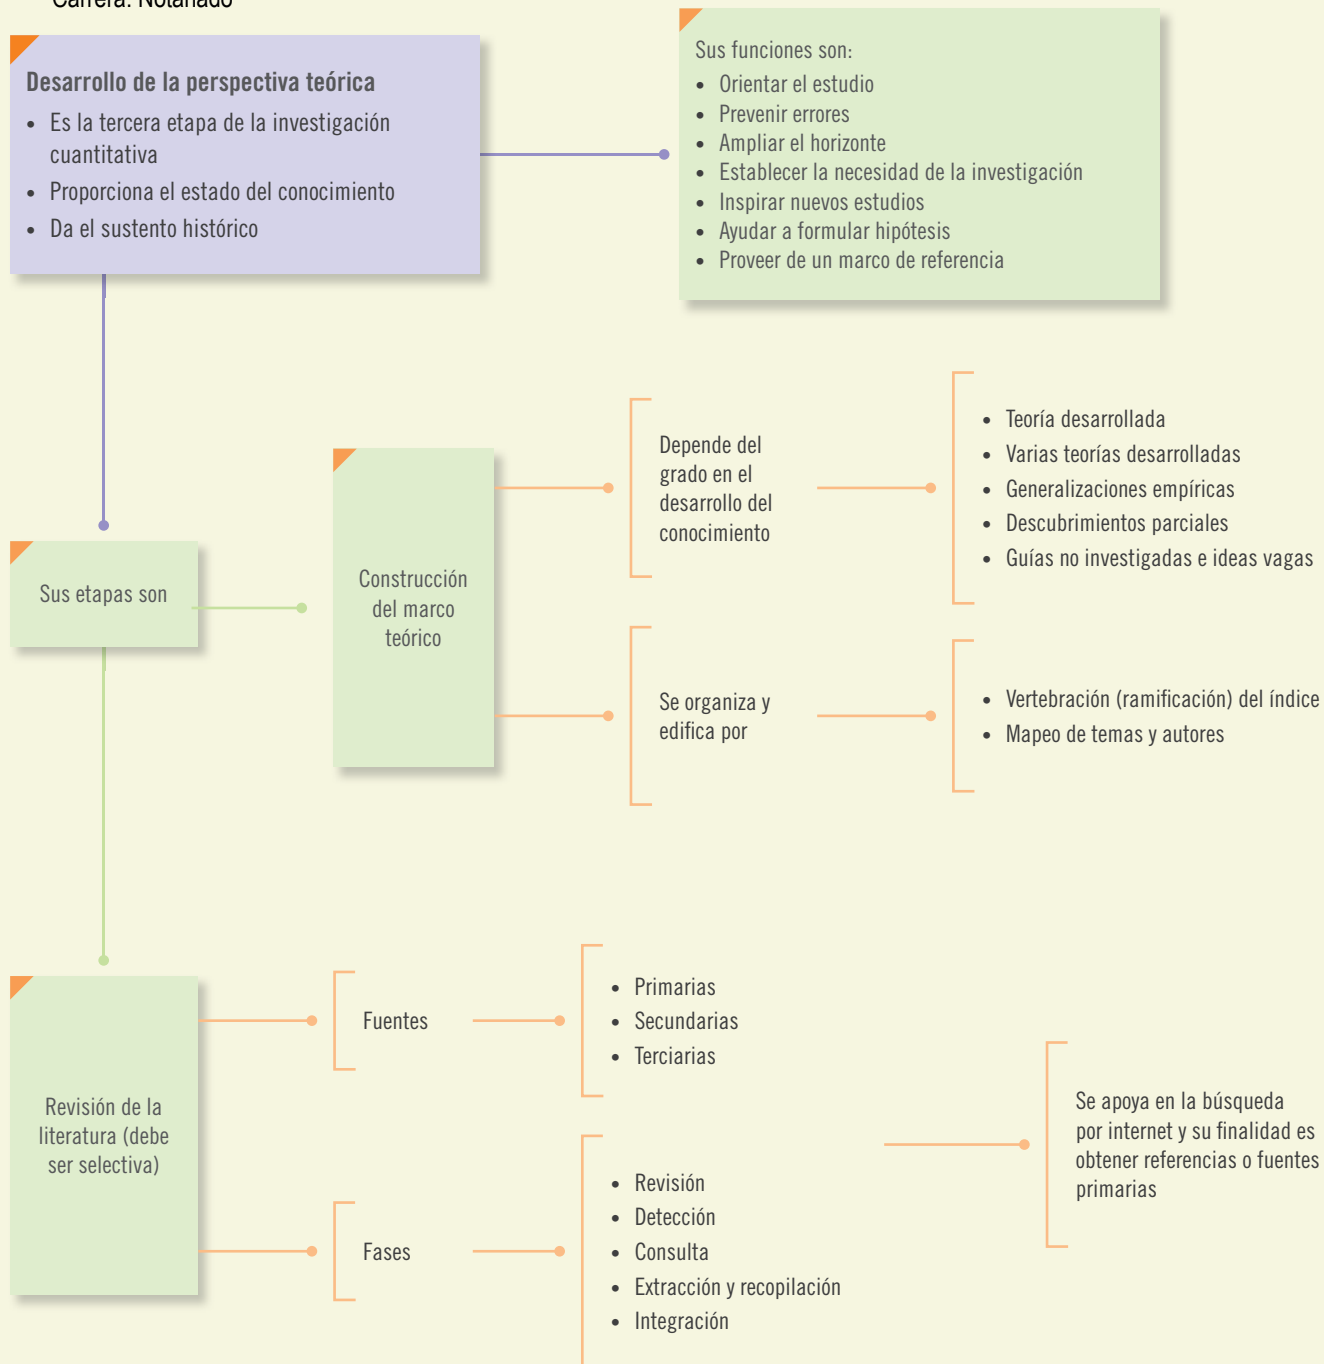 Carrera: Notariado
Desarrollo de la perspectiva teórica
• Es la tercera etapa de la investigación
cuantitativa
• Proporciona el estado del conocimiento
• Da el sustento histórico
Sus funciones son:
• Orientar el estudio
• Prevenir errores
• Ampliar el horizonte
• Establecer la necesidad de la investigación
• Inspirar nuevos estudios
• Ayudar a formular hipótesis
• Proveer de un marco de referencia
Sus etapas son
Construcción
del marco
teórico
Depende del
grado en el
desarrollo del
conocimiento
• Teoría desarrollada
• Varias teorías desarrolladas
• Generalizaciones empíricas
• Descubrimientos parciales
• Guías no investigadas e ideas vagas
Se organiza y
edifica por
• Vertebración (ramificación) del índice
• Mapeo de temas y autores
Revisión de la
literatura (debe
ser selectiva)
Fuentes
• Primarias
• Secundarias
• Terciarias
Fases
• Revisión
• Detección
• Consulta
• Extracción y recopilación
• Integración
Se apoya en la búsqueda
por internet y su finalidad es
obtener referencias o fuentes
primarias